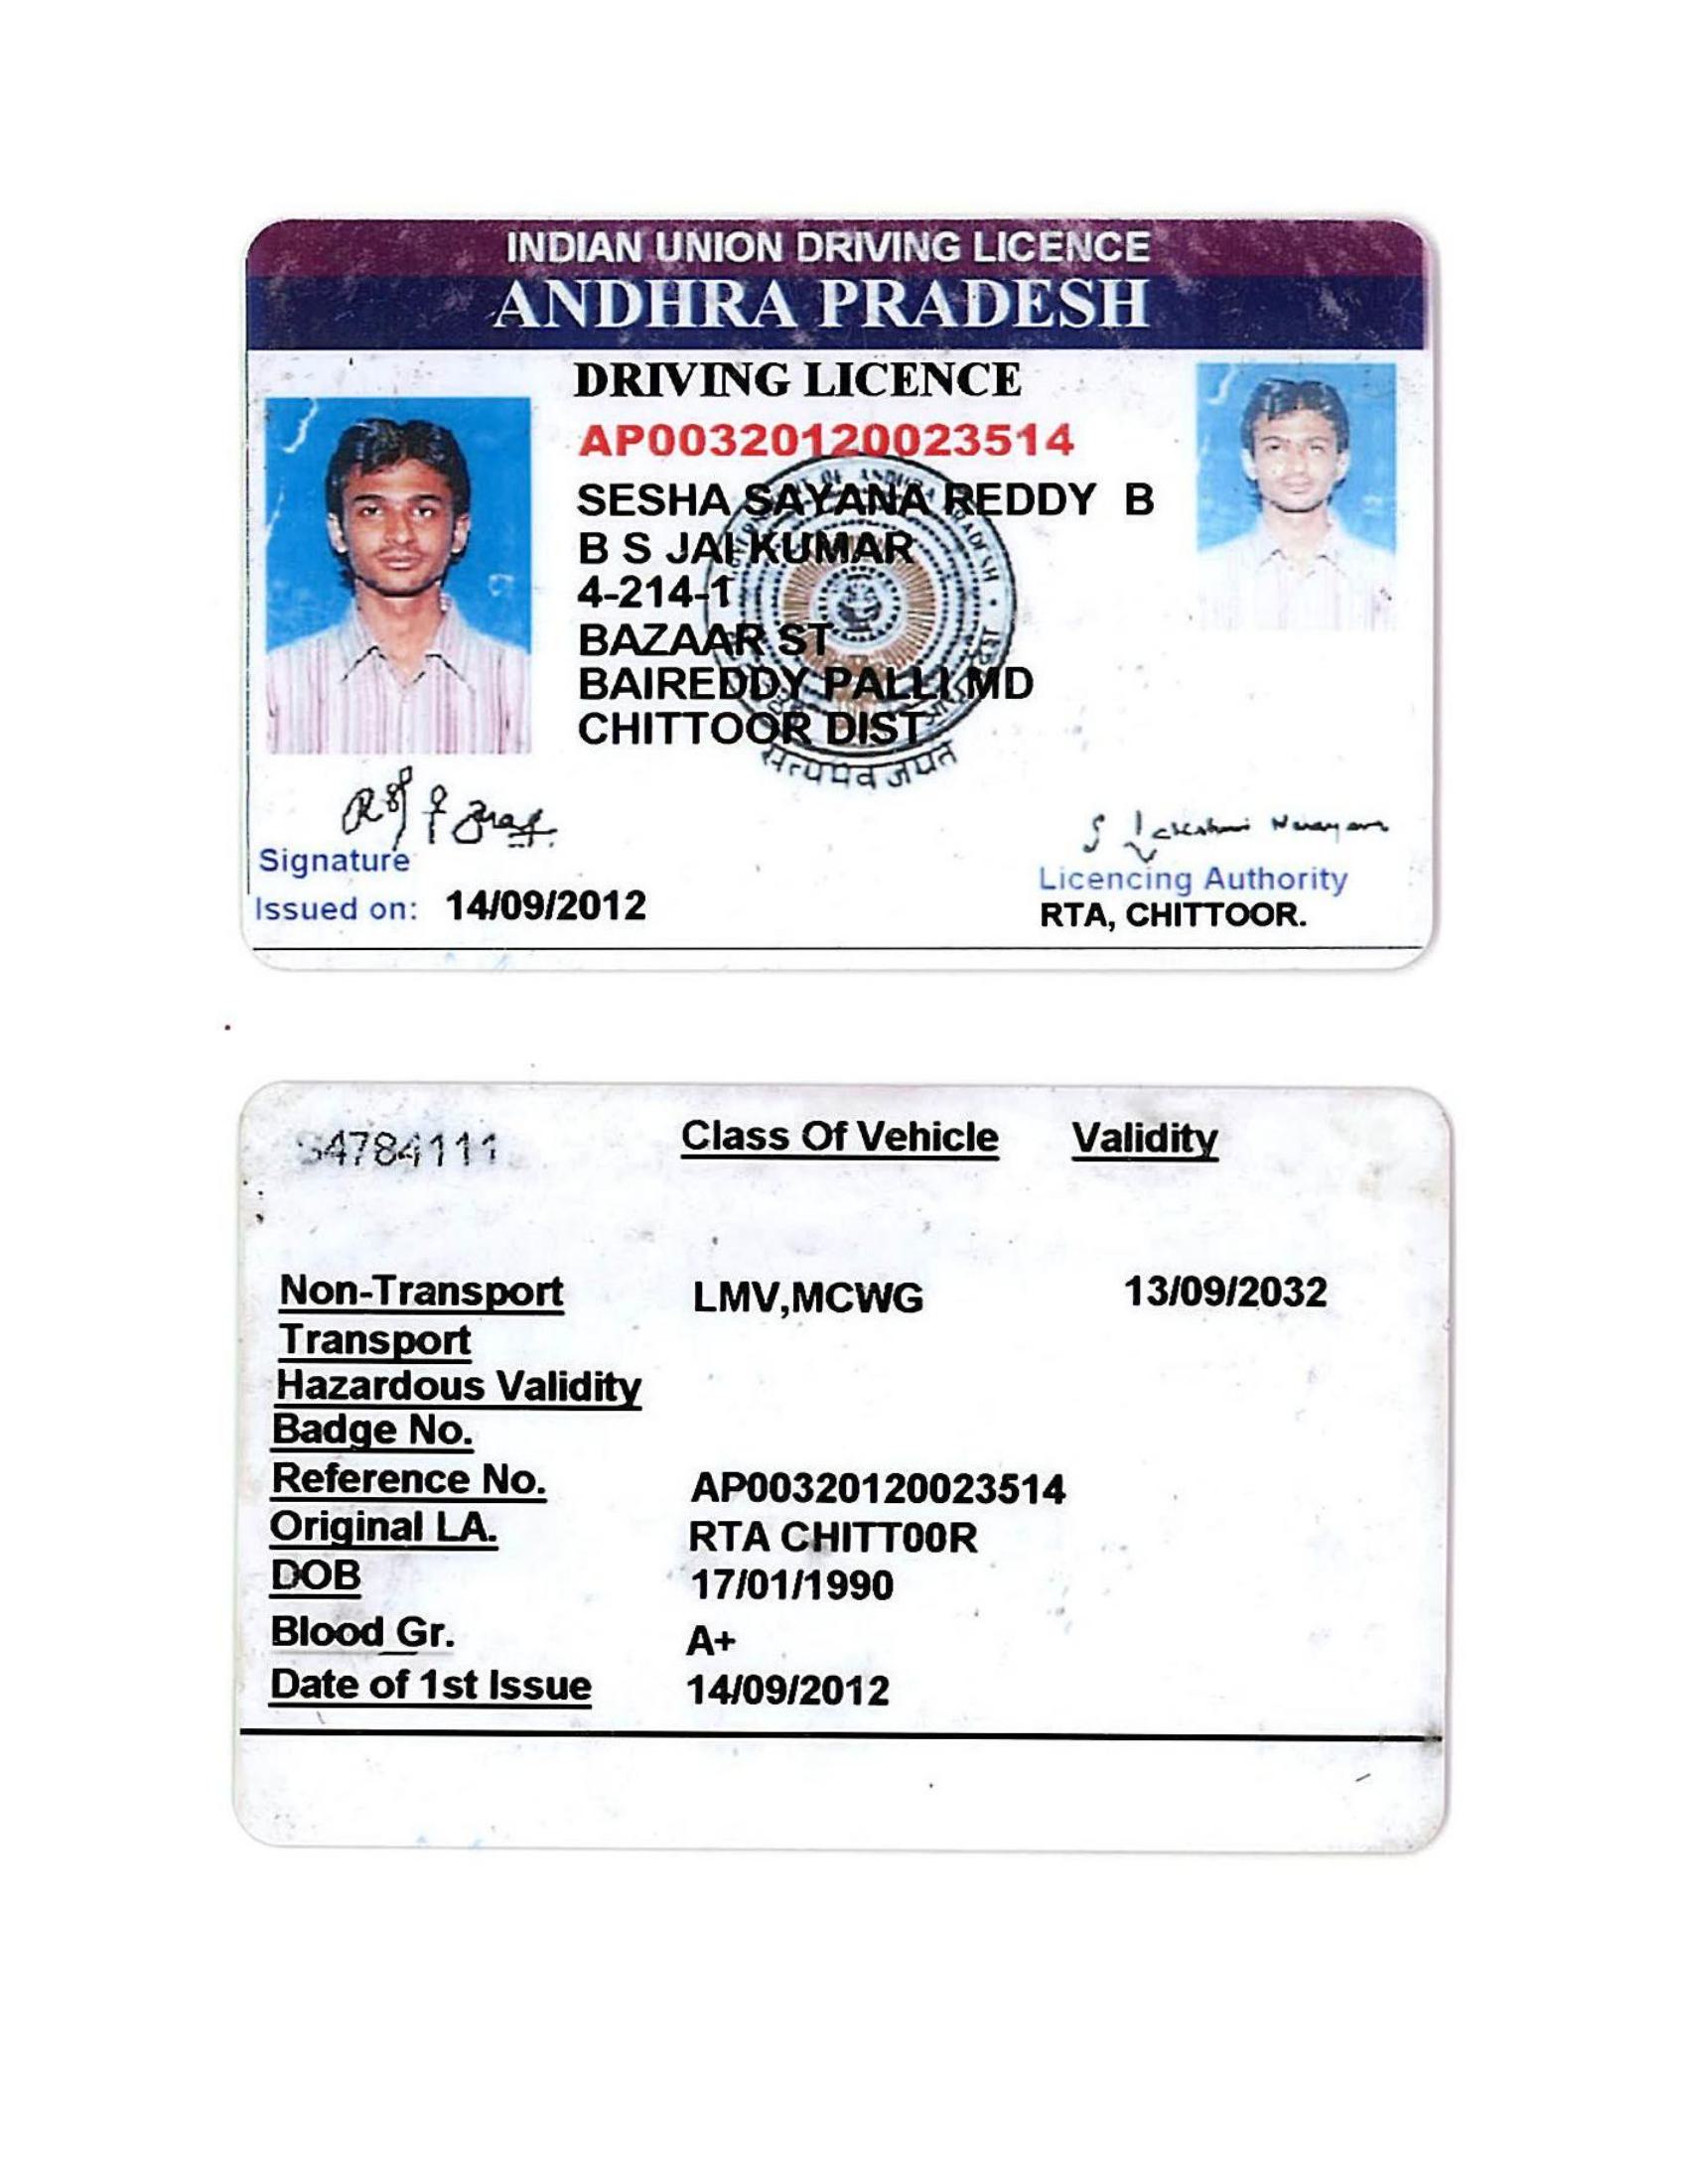 INDIAN UNION DRIVING LICENCE
ANDHRA PRADESH
DRIVING LICENCE
AP00320120023514
SESHA SAYANA REDDY B
B S JAI KUMAR
4-214-1
BAZAAR ST
BAIREDDY PALLI MD
CHITTOOR DIST
सत्यमेव जयते
Signature
Issued on: 14/09/2012
Licencing Authority
RTA, CHITTOOR.
Class Of Vehicle Validity
Non-Transport LMV,MCWG 13/09/2032
Transport
Hazardous Validity
Badge No.
Reference No. AP00320120023514
Original LA. RTA CHITT00R
DOB 17/01/1990
Blood Gr. A+
Date of 1st Issue 14/09/2012